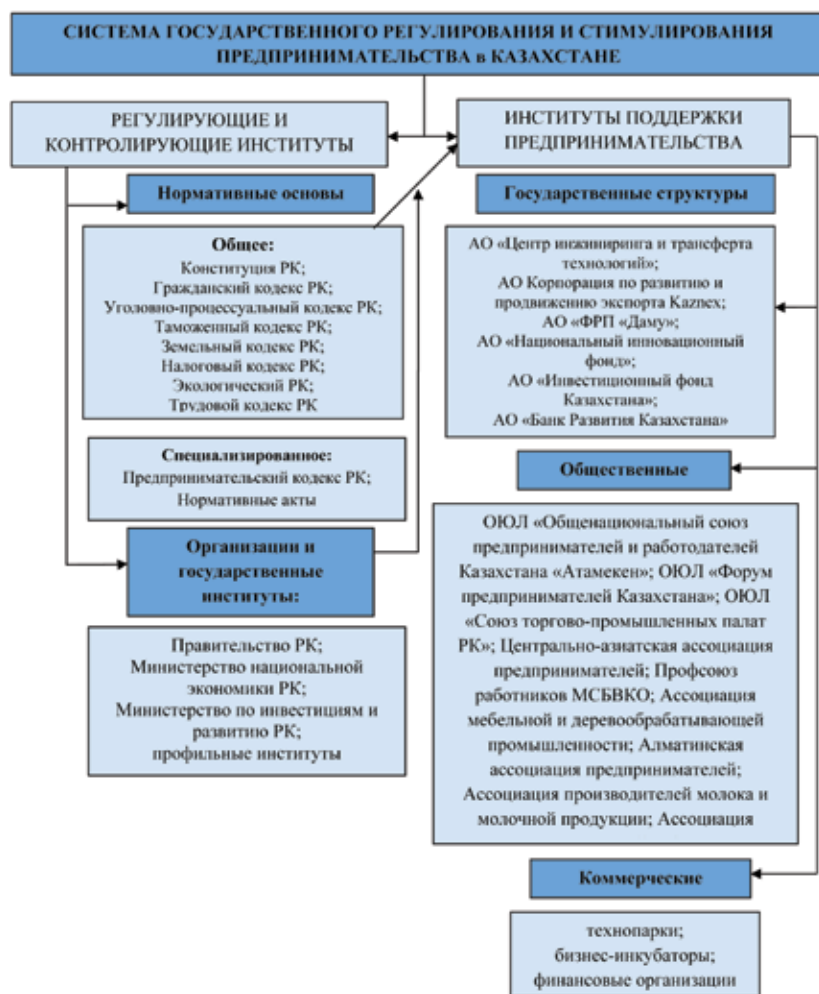 СИСТЕМА ГОСУДАРСТВЕННОГО РЕГУЛИРОВАНИЯ И СТИМУЛИРОВАНИЯ
ПРЕДПРИНИМАТЕЛЬСТВА в КАЗАХСТАНЕ
РЕГУЛИРУЮЩИЕ И
КОНТРОЛИРУЮЩИЕ ИНСТИТУТЫ
Нормативные основы
Общее:
Конституция РК;
Гражданский кодекс РК;
Уголовно-процессуальный кодекс РК;
Таможенный кодекс РК;
Земельный кодекс РК;
Налоговый кодекс РК;
Экологический РК;
Трудовой кодекс РК
Специализированное:
Предпринимательский кодекс РК;
Нормативные акты
Организации и
государственные
институты:
Правительство РК;
Министерство национальной
экономики РК;
Министерство по инвестициям и
развитию РК;
профильные институты
ИНСТИТУТЫ ПОДДЕРЖКИ
ПРЕДПРИНИМАТЕЛЬСТВА
Государственные структуры
АО «Центр инжиниринга и трансферта
технологий»;
АО Корпорация по развитию и
продвижению экспорта Kaznex;
АО «ФРП «Даму»;
АО «Национальный инновационный
фонд»;
АО «Инвестиционный фонд
Казахстана»;
АО «Банк Развития Казахстана»
Общественные
ОЮЛ «Общенациональный союз
предпринимателей и работодателей
Казахстана «Атамекен»; ОЮЛ «Форум
предпринимателей Казахстана»; ОЮЛ
«Союз торгово-промышленных палат
РК»; Центрально-азиатская ассоциация
предпринимателей; Профсоюз
работников МСБВКО; Ассоциация
мебельной и деревообрабатывающей
промышленности; Алматинская
ассоциация предпринимателей;
Ассоциация производителей молока и
молочной продукции; Ассоциация
Коммерческие
технопарки;
бизнес-инкубаторы;
финансовые организации